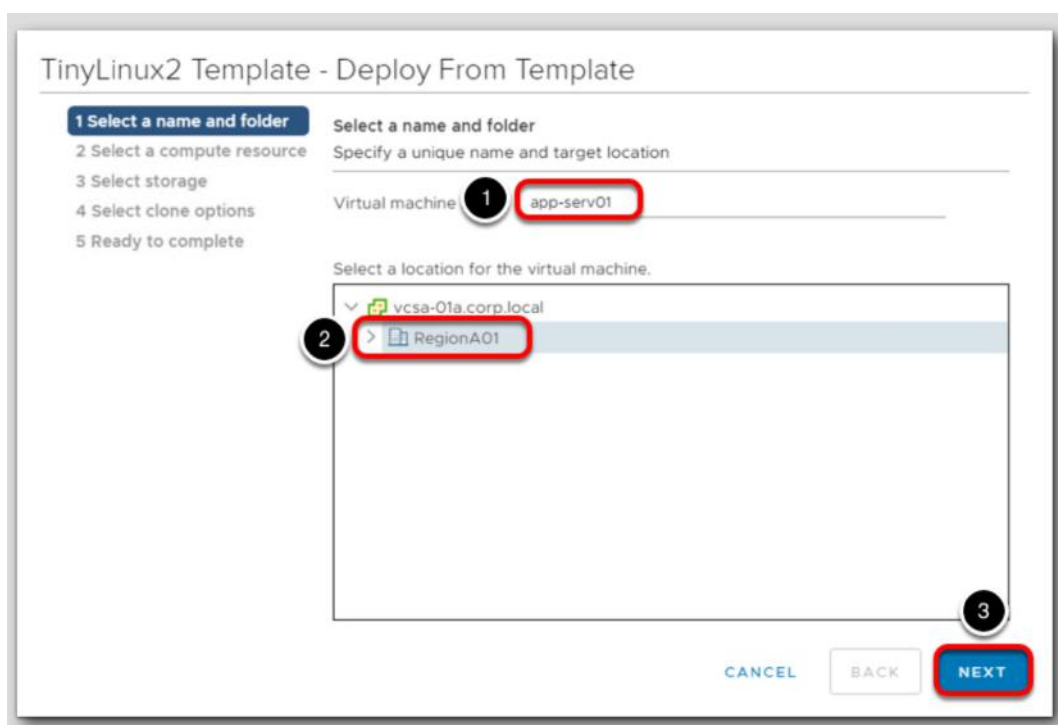 TinyLinux2 Template - Deploy From Template
1 Select a name and folder
2 Select a compute resource
3 Select storage
4 Select clone options
5 Ready to complete
Select a name and folder
Specify a unique name and target location
Virtual machine 1 app-serv01
Select a location for the virtual machine.
vcsa-01a.corp.local
2 > RegionA01
3
CANCEL BACK NEXT